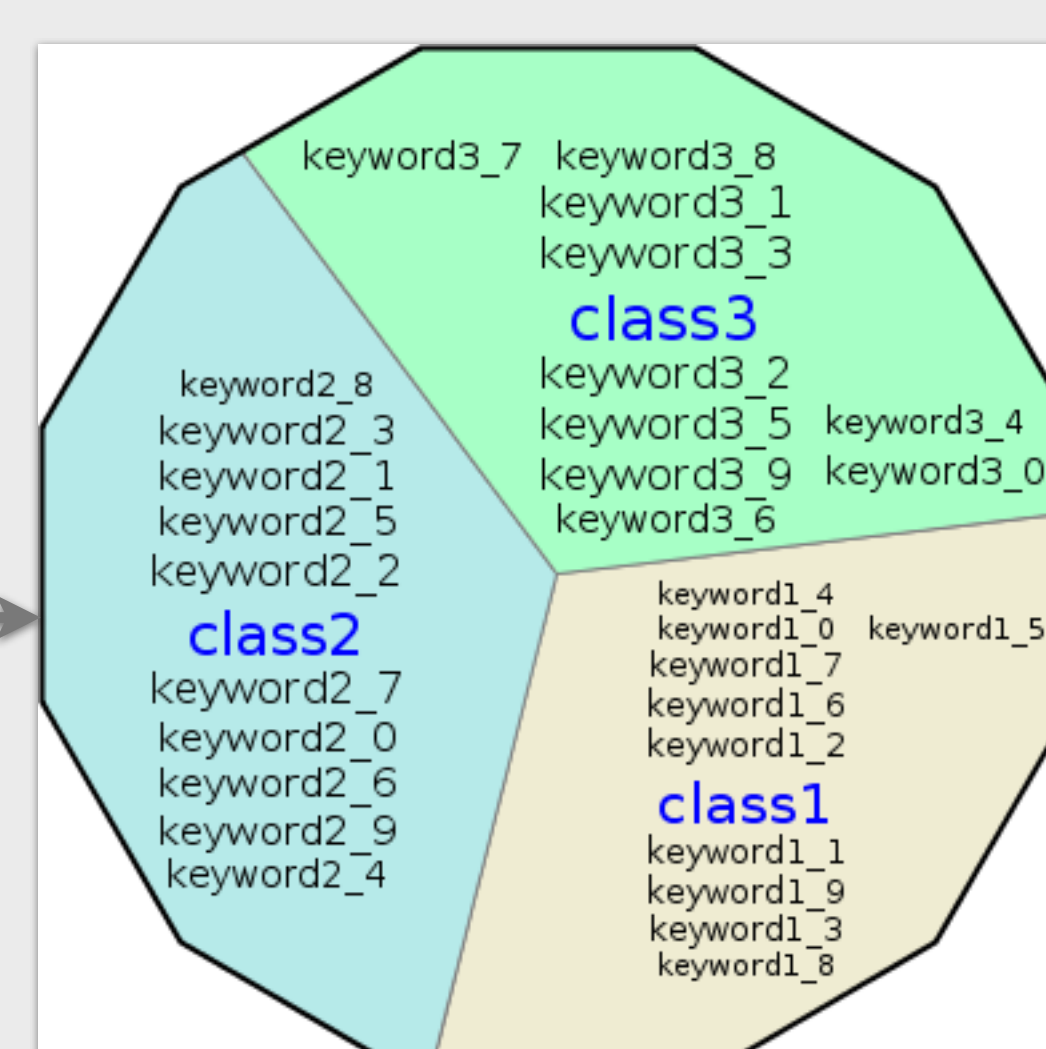 keyword3_7 keyword3_8
keyword3_1
keyword3_3
class3
keyword3_2
keyword3_5 keyword3_4
keyword3_9 keyword3_0
keyword3_6
keyword2_8
keyword2_3
keyword2_1
keyword2_5
keyword2_2
class2
keyword2_7
keyword2_0
keyword2_6
keyword2_9
keyword2_4
keyword1_4
keyword1_0 keyword1_5
keyword1_7
keyword1_6
keyword1_2
class1
keyword1_1
keyword1_9
keyword1_3
keyword1_8